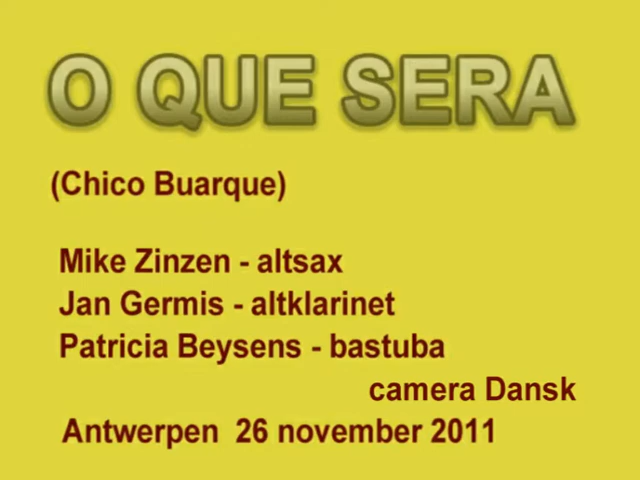 O QUE SERA
(Chico Buarque)
Mike Zinzen - altsax
Jan Germis - altklarinet
Patricia Beysens - bastuba
camera Dansk
Antwerpen 26 november 2011